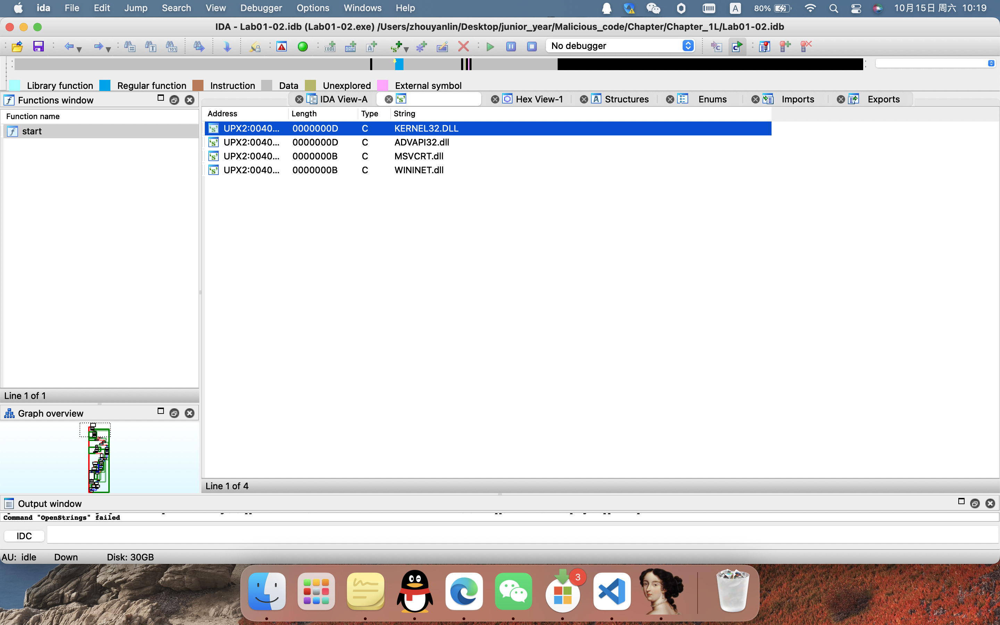 ida File Edit Jump Search View Debugger Options Windows Help A 80% 10月15日 周六 10:19
IDA - Lab01-02.idb (Lab01-02.exe) /Users/zhouyanlin/Desktop/junior_year/Malicious_code/Chapter/Chapter_1L/Lab01-02.idb
No debugger
Library function Regular function Instruction Data Unexplored External symbol
Functions window
IDA View-A Hex View-1 Structures Enums Imports Exports
Function name
start
Address Length Type String
UPX2:0040... 0000000D C KERNEL32.DLL
UPX2:0040... 0000000D C ADVAPI32.dll
UPX2:0040... 0000000B C MSVCRT.dll
UPX2:0040... 0000000B C WININET.dll
Line 1 of 1
Graph overview
Line 1 of 4
Output window
Command "OpenStrings" failed
IDC
AU: idle Down Disk: 30GB
3